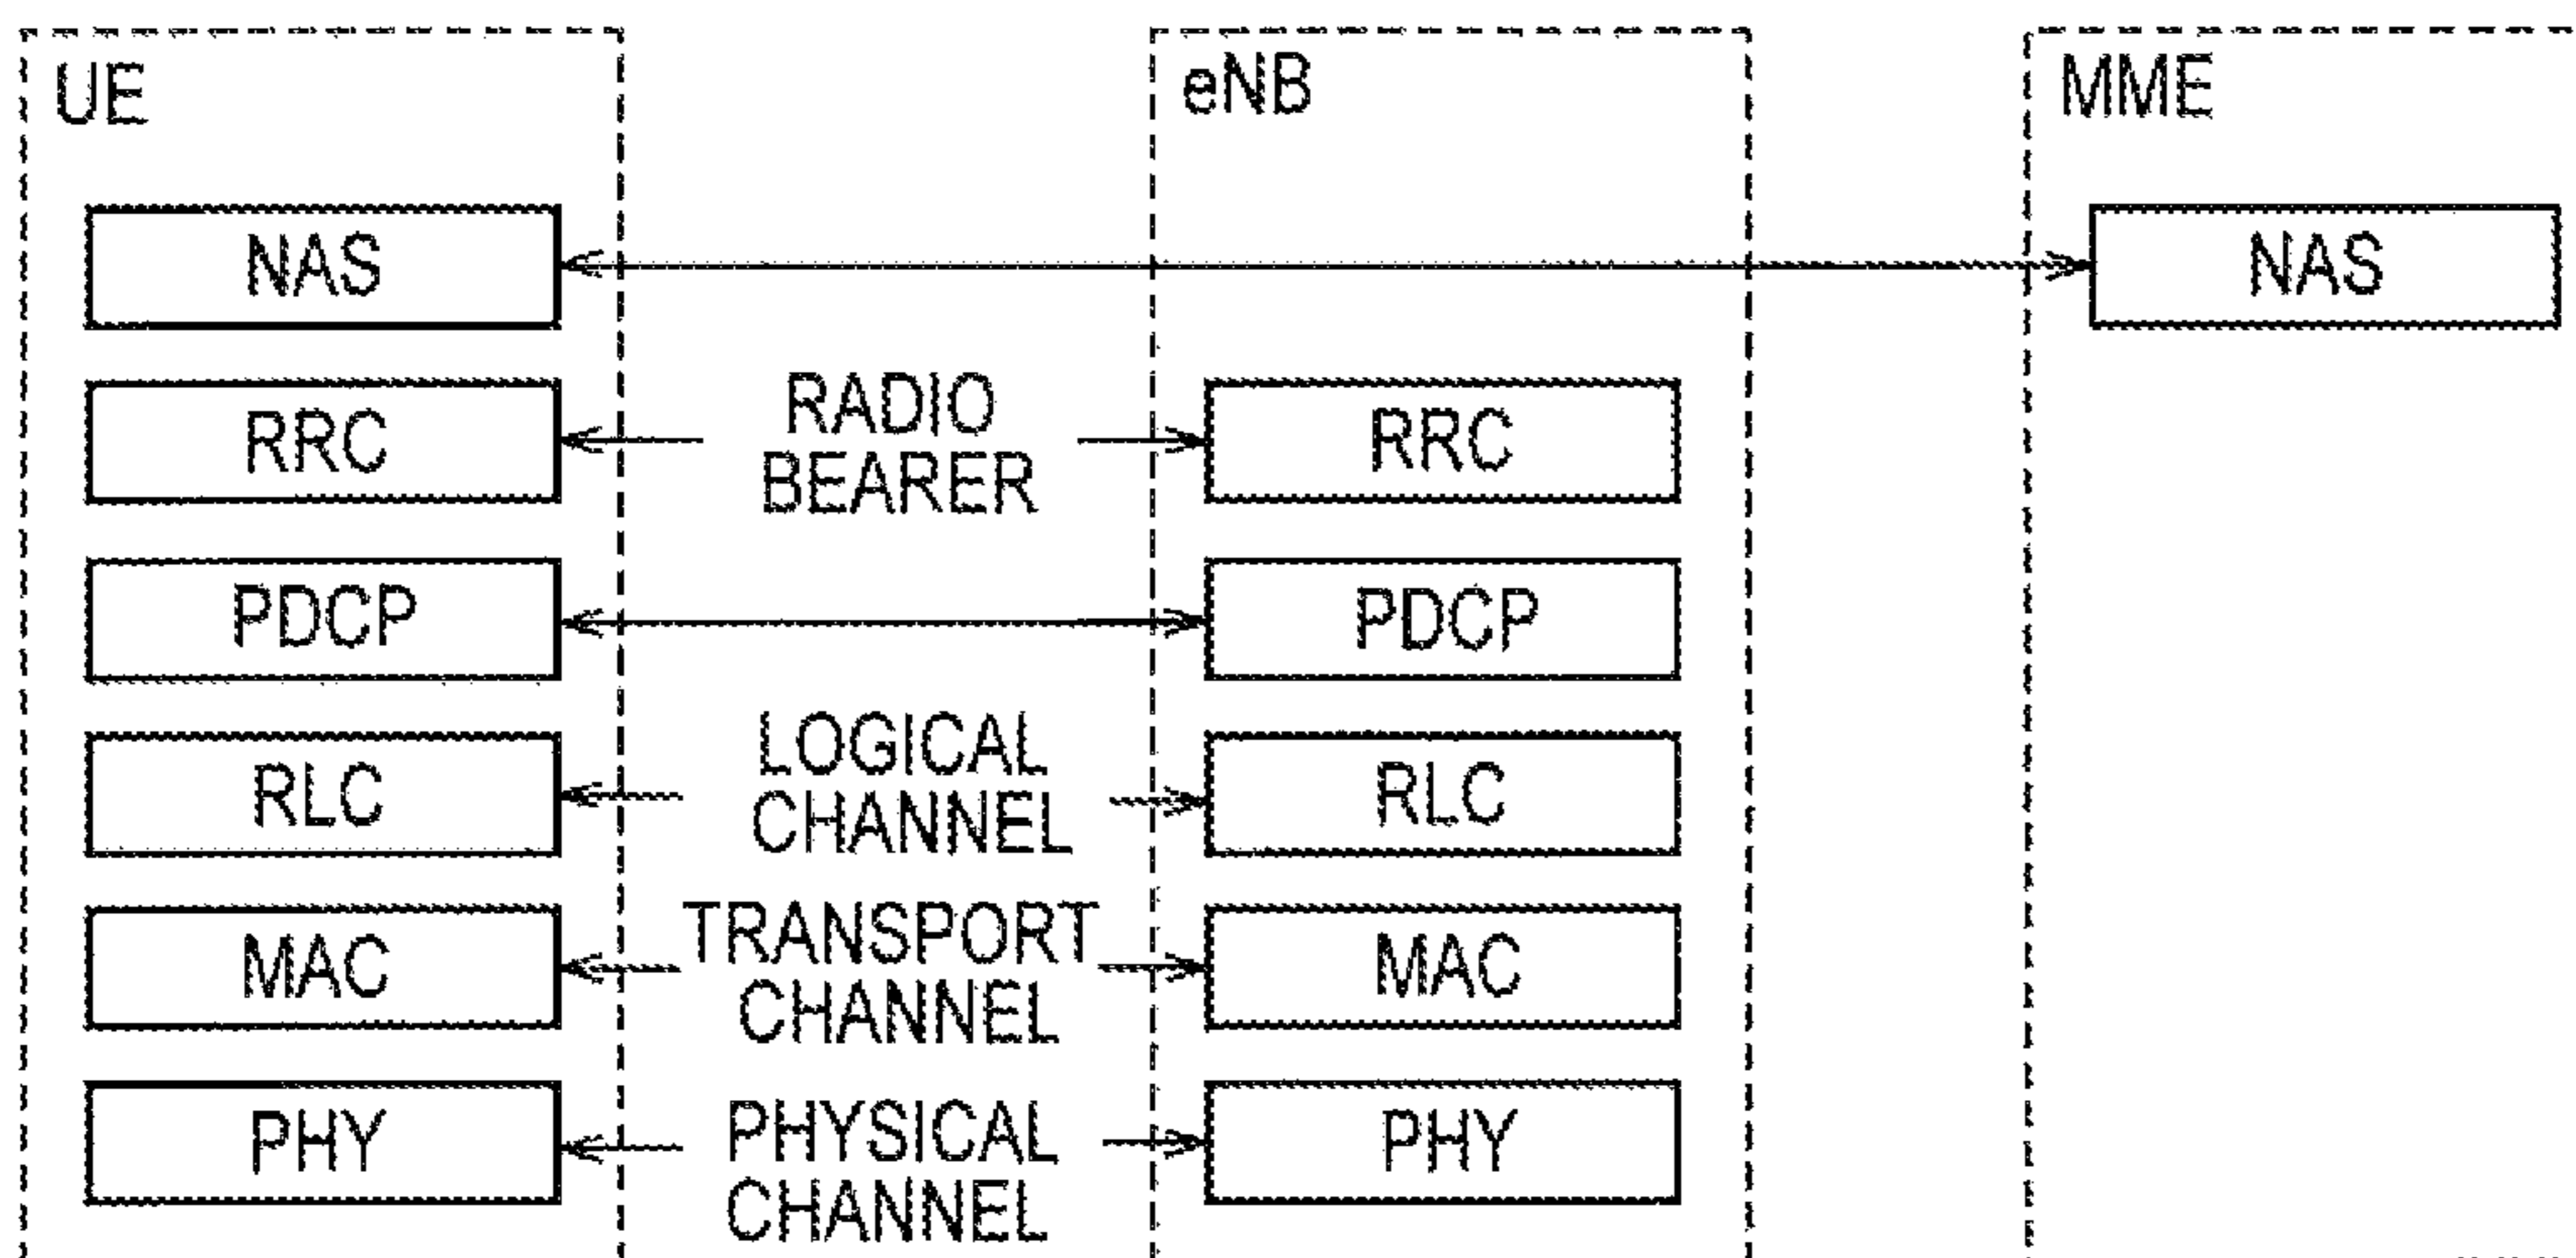 UE
eNB
MME
NAS
NAS
RADIO
BEARER
RRC
RRC
PDCP
PDCP
LOGICAL
CHANNEL
RLC
RLC
TRANSPORT
CHANNEL
MAC
MAC
PHYSICAL
CHANNEL
PHY
PHY